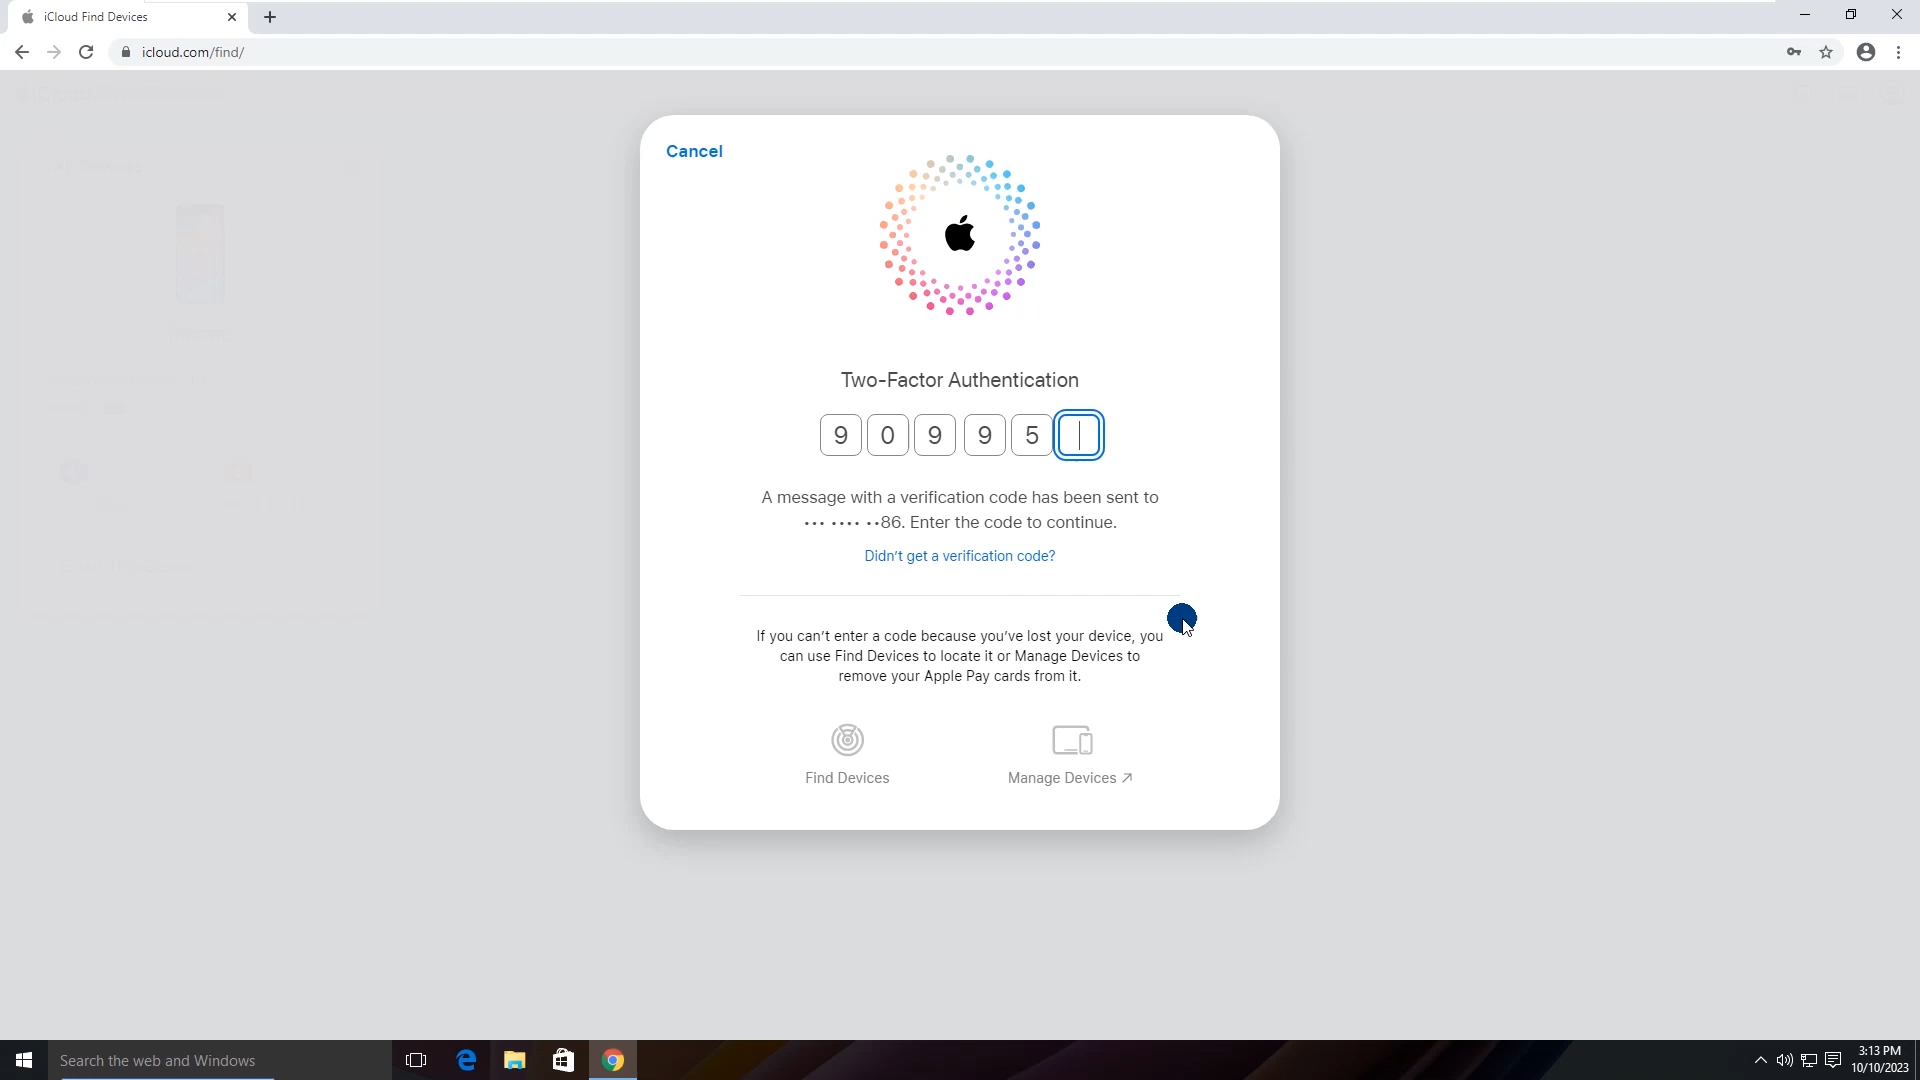 iCloud Find Devices
icloud.com/find/
Cancel
Two-Factor Authentication
9 0 9 9 5
A message with a verification code has been sent to
••• •••• ••86. Enter the code to continue.
Didn't get a verification code?
If you can't enter a code because you've lost your device, you
can use Find Devices to locate it or Manage Devices to
remove your Apple Pay cards from it.
Find Devices
Manage Devices ↗
Search the web and Windows
3:13 PM
10/10/2023